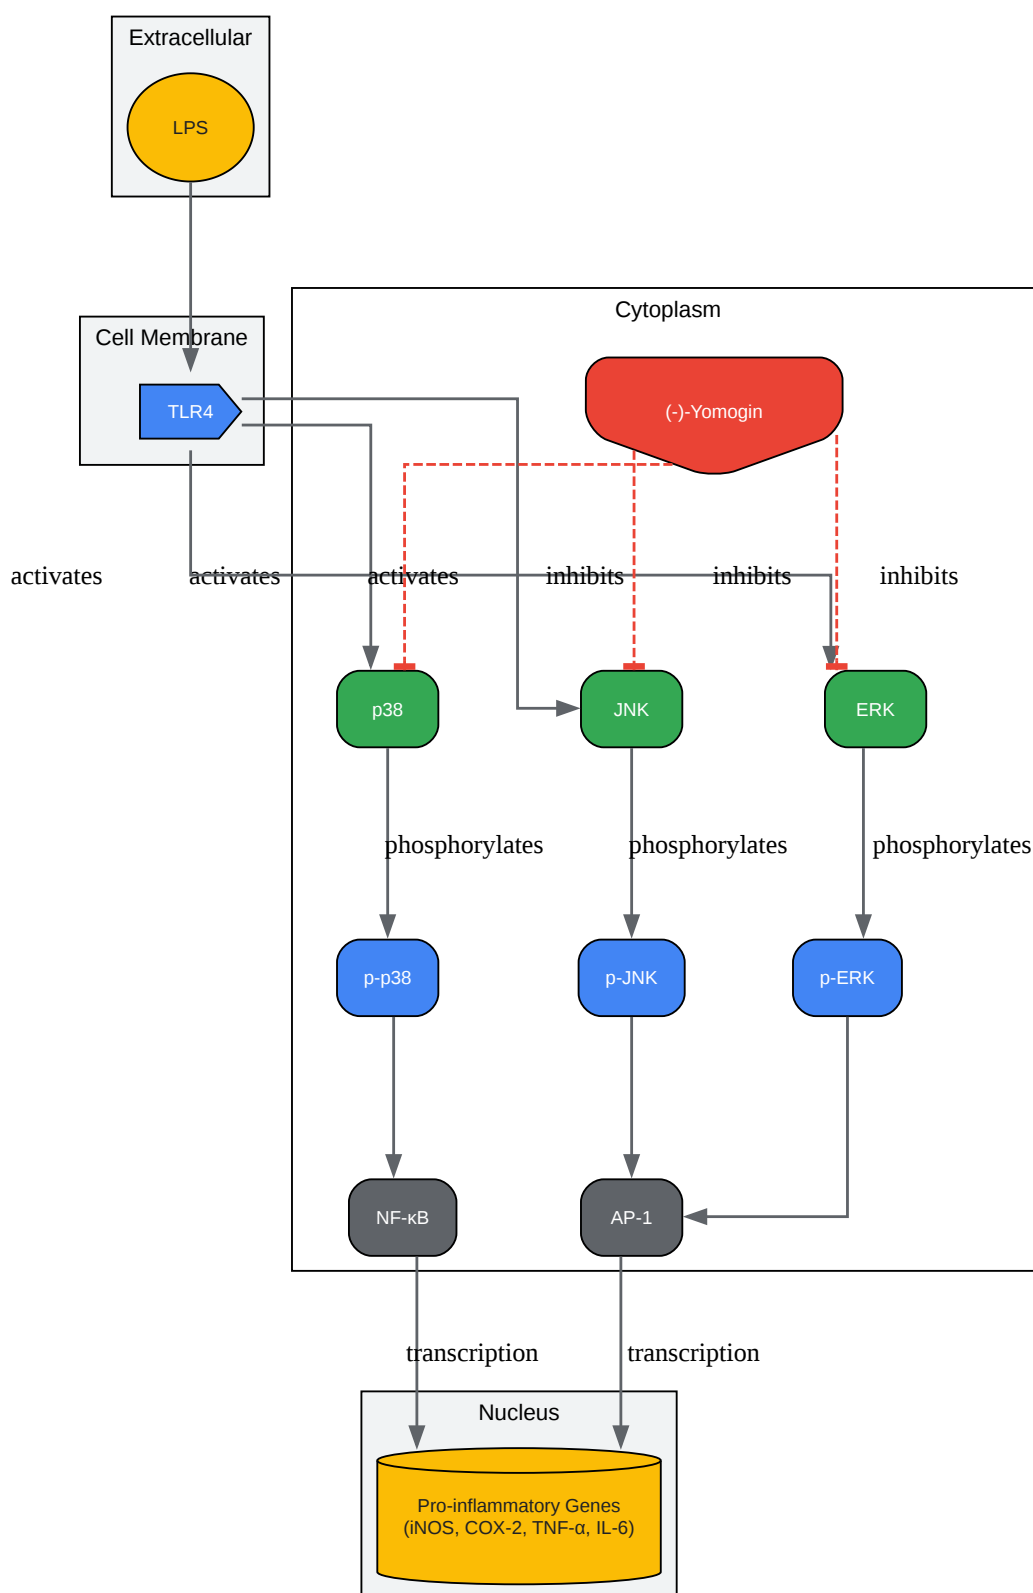 Extracellular
LPS
Cytoplasm
Cell Membrane
TLR4
(-)-Yomogin
activates
activates
activates
inhibits
inhibits
inhibits
p38
JNK
ERK
phosphorylates
phosphorylates
phosphorylates
p-p38
p-JNK
p-ERK
NF-κB
AP-1
transcription
transcription
Nucleus
Pro-inflammatory Genes
(iNOS, COX-2, TNF-α, IL-6)